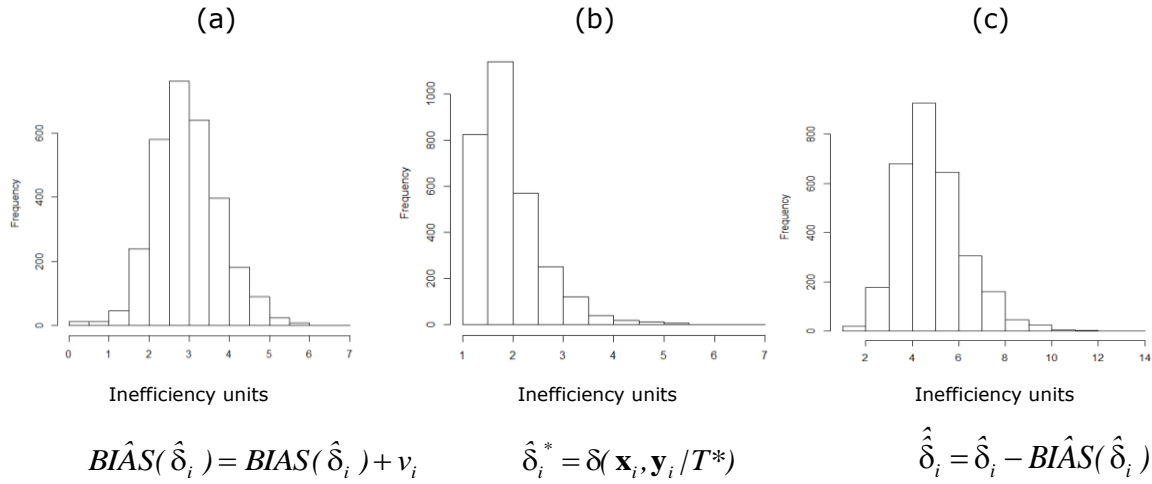 (a) (b) (c)
Frequency
0 200 400 600
0 1 2 3 4 5 6 7
Inefficiency units
Frequency
0 200 400 600 800 1000
1 2 3 4 5 6 7
Inefficiency units
Frequency
0 200 400 600 800
2 4 6 8 10 12 14
Inefficiency units
BIÂS(δ̂ᵢ) = BIAS(δ̂ᵢ) + vᵢ
δ̂ᵢ* = δ(xᵢ, yᵢ / T*)
δ̂̂ᵢ = δ̂ᵢ − BIÂS(δ̂ᵢ)